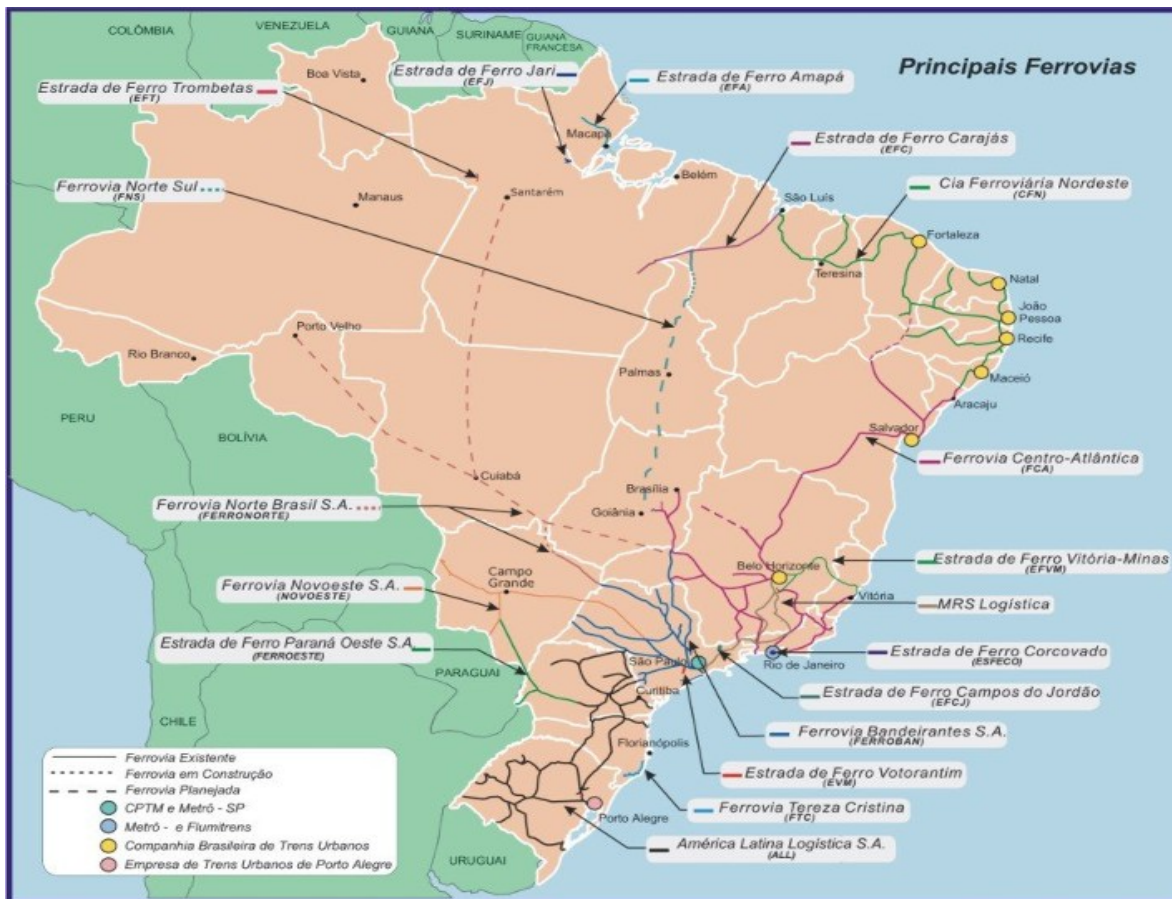 COLÔMBIA
VENEZUELA
GUIANA
SURINAME
GUIANA
FRANCESA
Principais Ferrovias
Boa Vista
Estrada de Ferro Jari
(EFJ)
Estrada de Ferro Amapá
(EFA)
Estrada de Ferro Trombetas
(EFT)
Macapá
Estrada de Ferro Carajás
(EFC)
Belém
Ferrovia Norte Sul
(FNS)
Santarém
Manaus
São Luís
Cia Ferroviária Nordeste
(CFN)
Fortaleza
Teresina
Natal
João
Pessoa
Porto Velho
Recife
Rio Branco
Palmas
Maceió
Aracaju
PERU
BOLÍVIA
Salvador
Ferrovia Centro-Atlântica
(FCA)
Cuiabá
Brasília
Ferrovia Norte Brasil S.A.
(FERRONORTE)
Goiânia
Estrada de Ferro Vitória-Minas
(EFVM)
Belo Horizonte
Campo
Grande
Ferrovia Novoeste S.A.
(NOVOESTE)
Vitória
MRS Logística
Estrada de Ferro Paraná Oeste S.A.
(FERROESTE)
PARAGUAI
São Paulo
Rio de Janeiro
Estrada de Ferro Corcovado
(ESFECO)
Curitiba
Estrada de Ferro Campos do Jordão
(EFCJ)
CHILE
Ferrovia Bandeirantes S.A.
(FERROBAN)
Florianópolis
Estrada de Ferro Votorantim
(EVM)
Ferrovia Tereza Cristina
(FTC)
Porto Alegre
América Latina Logística S.A.
(ALL)
URUGUAI
Ferrovia Existente
Ferrovia em Construção
Ferrovia Planejada
CPTM e Metrô - SP
Metrô - e Flumitrens
Companhia Brasileira de Trens Urbanos
Empresa de Trens Urbanos de Porto Alegre